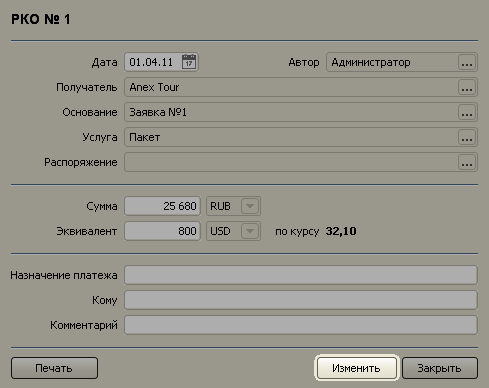 РКО № 1
Дата 01.04.11 17 Автор Администратор ...
Получатель Anex Tour ...
Основание Заявка №1 ...
Услуга Пакет ...
Распоряжение ...
Сумма 25 680 RUB
Эквивалент 800 USD по курсу 32,10
Назначение платежа
Кому
Комментарий
Печать Изменить Закрыть